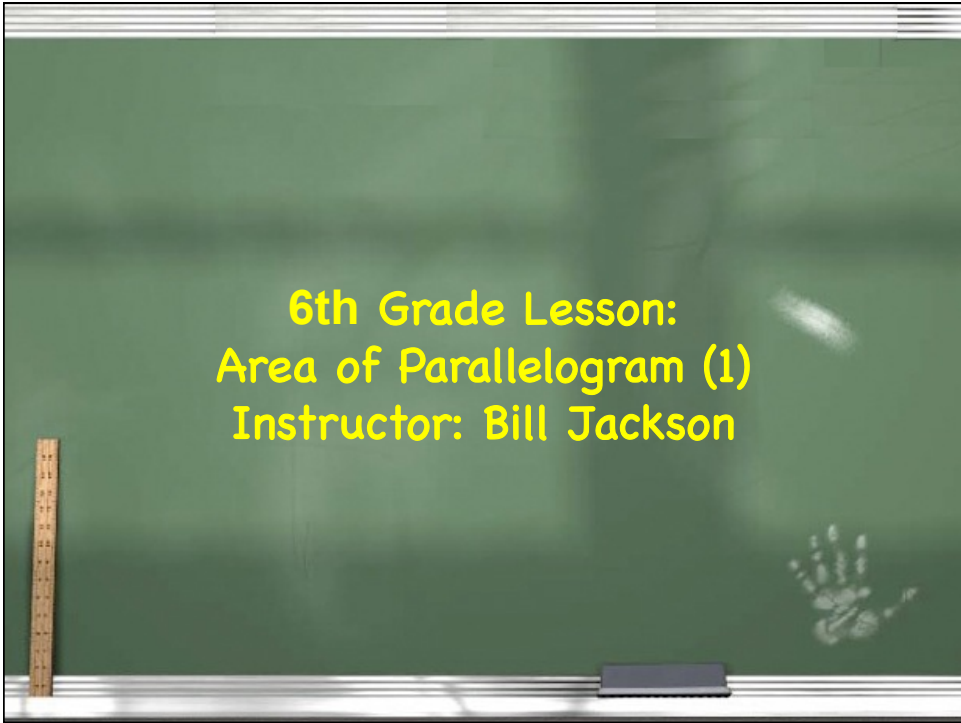 6th Grade Lesson:
Area of Parallelogram (1)
Instructor: Bill Jackson